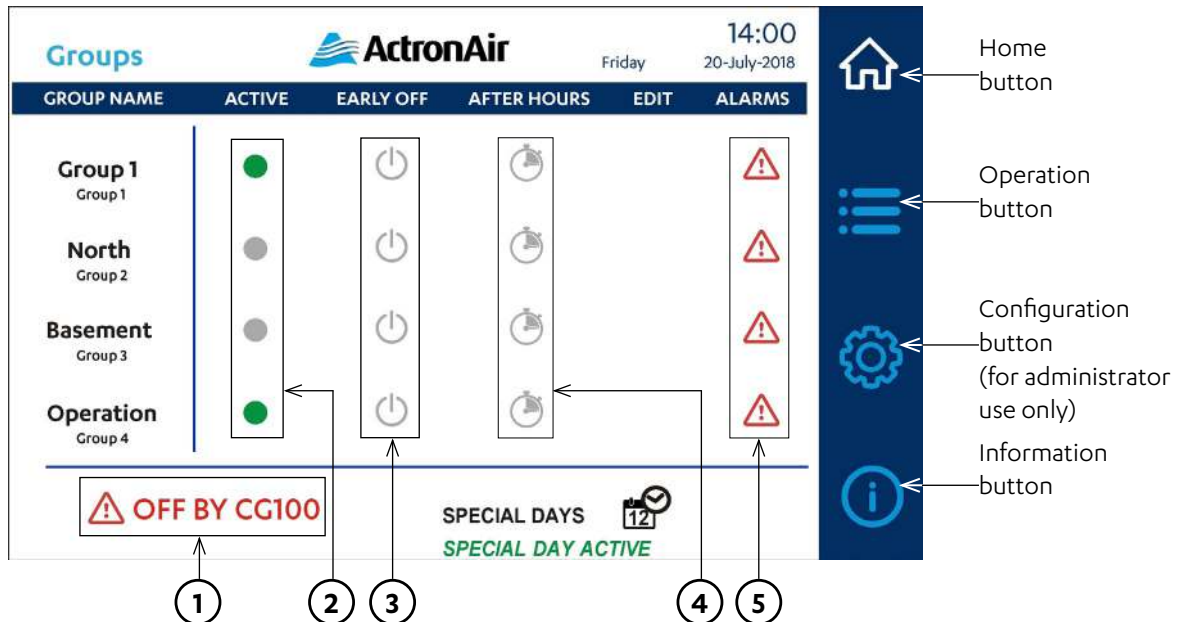 Groups
ActronAir
Friday
14:00
20-July-2018
GROUP NAME ACTIVE EARLY OFF AFTER HOURS EDIT ALARMS
Group 1
Group 1
North
Group 2
Basement
Group 3
Operation
Group 4
OFF BY CG100
SPECIAL DAYS
12
SPECIAL DAY ACTIVE
Home
button
Operation
button
Configuration
button
(for administrator
use only)
Information
button
i
1 2 3 4 5